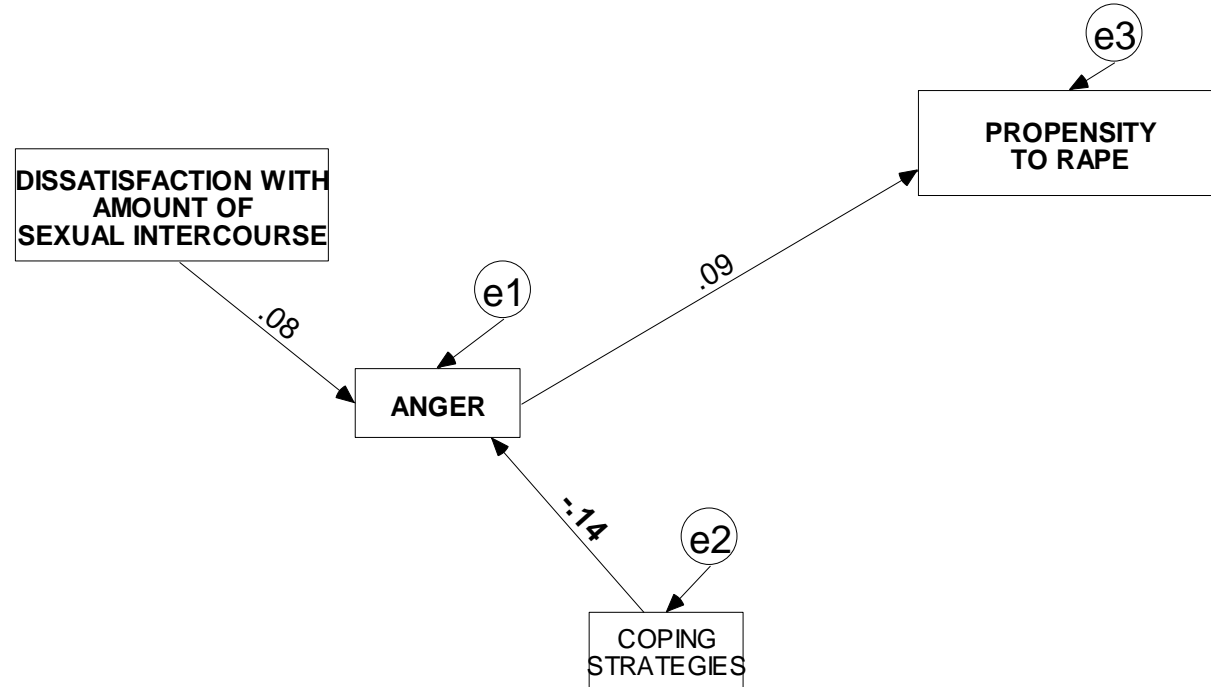 e3
PROPENSITY
TO RAPE
DISSATISFACTION WITH
AMOUNT OF
SEXUAL INTERCOURSE
.08
e1
.09
ANGER
-.14
e2
COPING
STRATEGIES